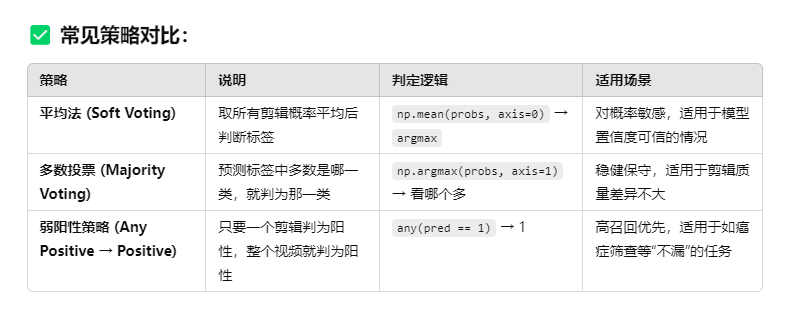 ✅ 常见策略对比：
策略 说明 判定逻辑 适用场景
平均法 (Soft Voting) 取所有剪辑概率平均后 np.mean(probs, axis=0) → 对概率敏感，适用于模型
判断标签 argmax 置信度可信的情况
多数投票 (Majority 预测标签中多数是哪一 np.argmax(probs, axis=1) 稳健保守，适用于剪辑质
Voting) 类，就判为那一类 → 看哪个多 量差异不大
弱阳性策略 (Any 只要一个剪辑判为阳 any(pred == 1) → 1 高召回优先，适用于如癌
Positive → Positive) 性，整个视频就判为阳 症筛查等“不漏”的任务
性